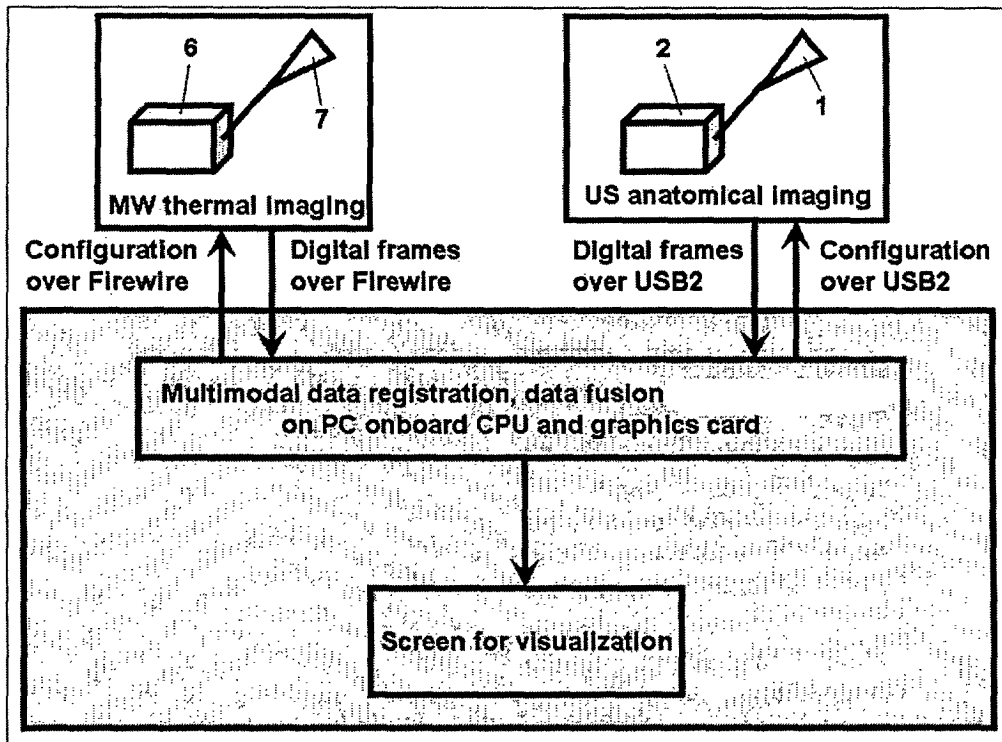 6
7
MW thermal imaging
2
1
US anatomical imaging
Configuration
over Firewire
Digital frames
over Firewire
Digital frames
over USB2
Configuration
over USB2
Multimodal data registration, data fusion
on PC onboard CPU and graphics card
Screen for visualization